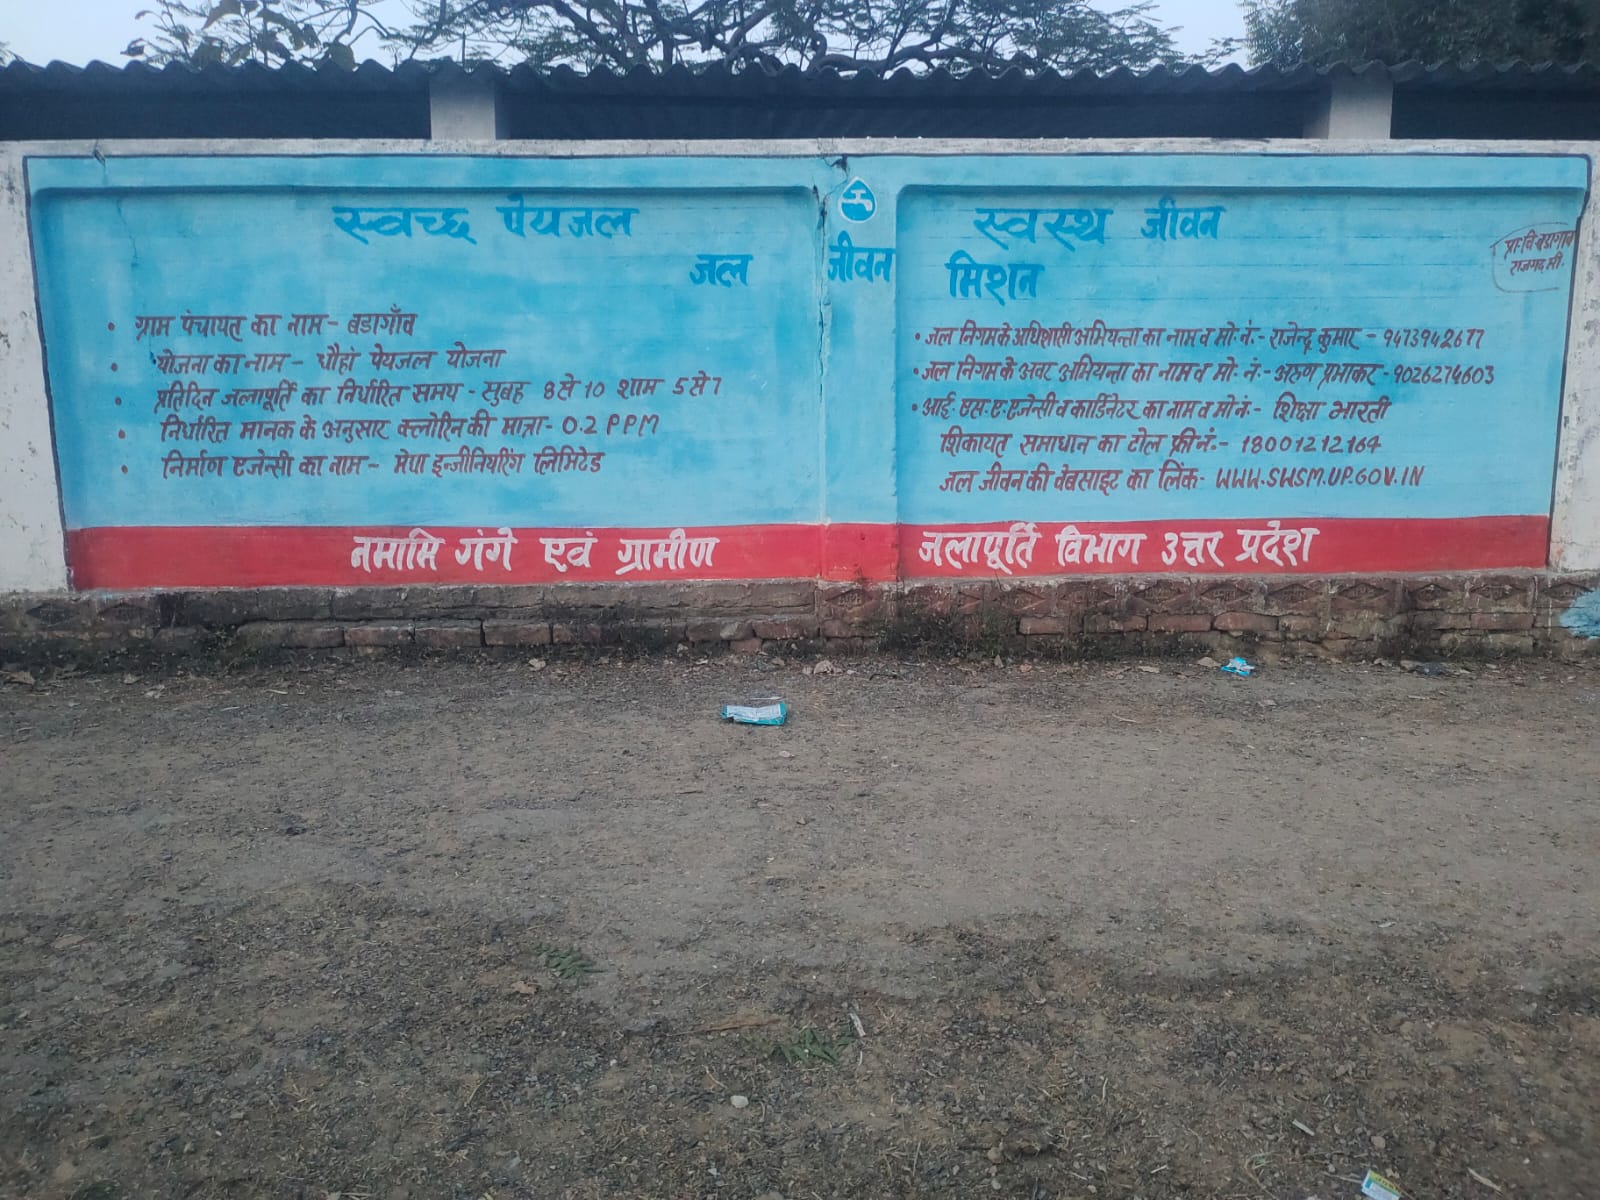 स्वच्छ पेयजल स्वस्थ जीवन
जल जीवन मिशन
प्रा.वि.बडागांव
राजगढ मी.
• ग्राम पंचायत का नाम - बडागाँव
• योजना का नाम - धौहां पेयजल योजना
• प्रतिदिन जलापूर्ति का निर्धारित समय - सुबह 8 से 10 शाम 5 से 7
• निर्धारित मानक के अनुसार क्लोरिन की मात्रा - 0.2 PPM
• निर्माण एजेन्सी का नाम - मेघा इन्जीनियरिंग लिमिटेड
• जल निगम के अधिशासी अभियन्ता का नाम व मो. नं. :- राजेन्द्र कुमार - 9473942677
• जल निगम के अवर अभियन्ता का नाम व मो. नं. :- अरुण प्रभाकर - 9026274603
• आई. एस. ए. एजेन्सी व कार्डिनेटर का नाम व मो नं. :- शिक्षा भारती
शिकायत समाधान का टोल फ्री नं. - 18001212164
जल जीवन की वेबसाइट का लिंक - WWW.SWSM.UP.GOV.IN
नमामि गंगे एवं ग्रामीण जलापूर्ति विभाग उत्तर प्रदेश